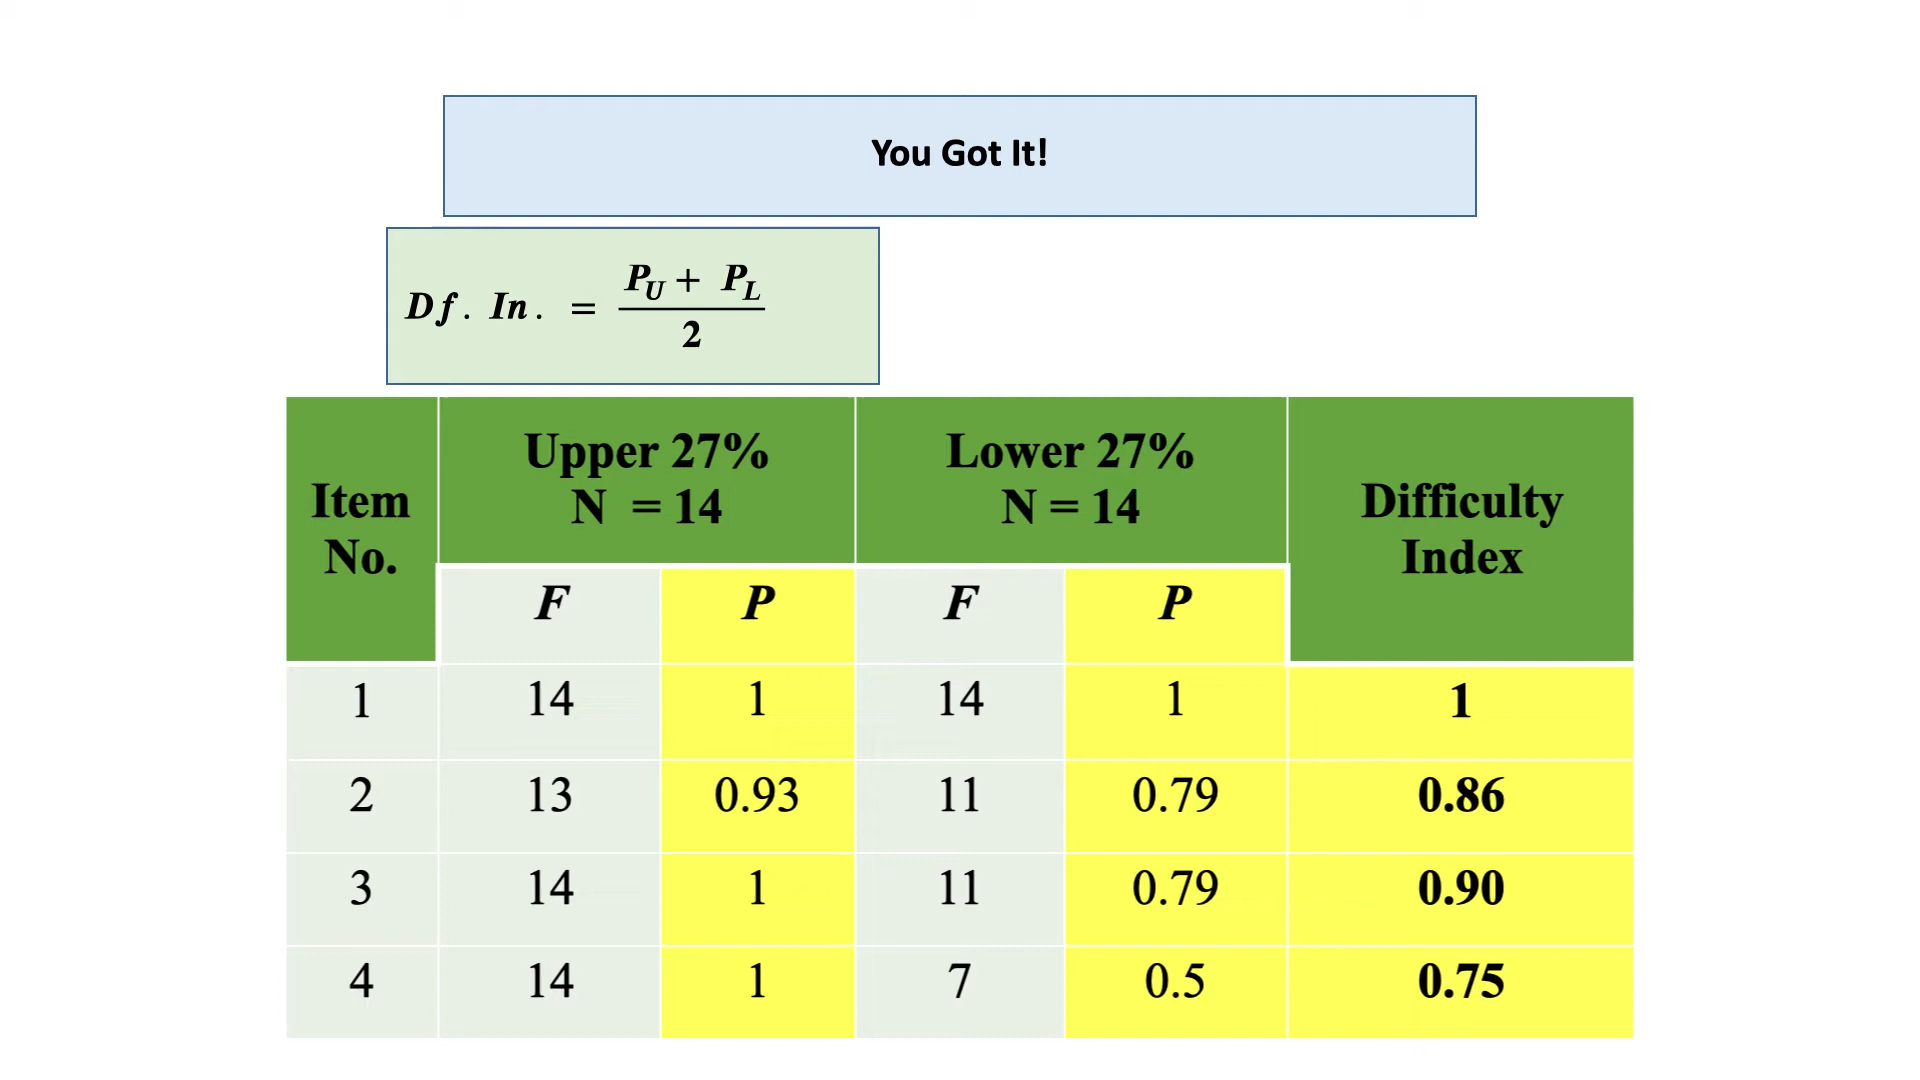 You Got It!
Df. In. = \frac{P_U + P_L}{2}
Item No. | Upper 27% N = 14 | Lower 27% N = 14 | Difficulty Index
F | P | F | P
1 | 14 | 1 | 14 | 1 | 1
2 | 13 | 0.93 | 11 | 0.79 | 0.86
3 | 14 | 1 | 11 | 0.79 | 0.90
4 | 14 | 1 | 7 | 0.5 | 0.75